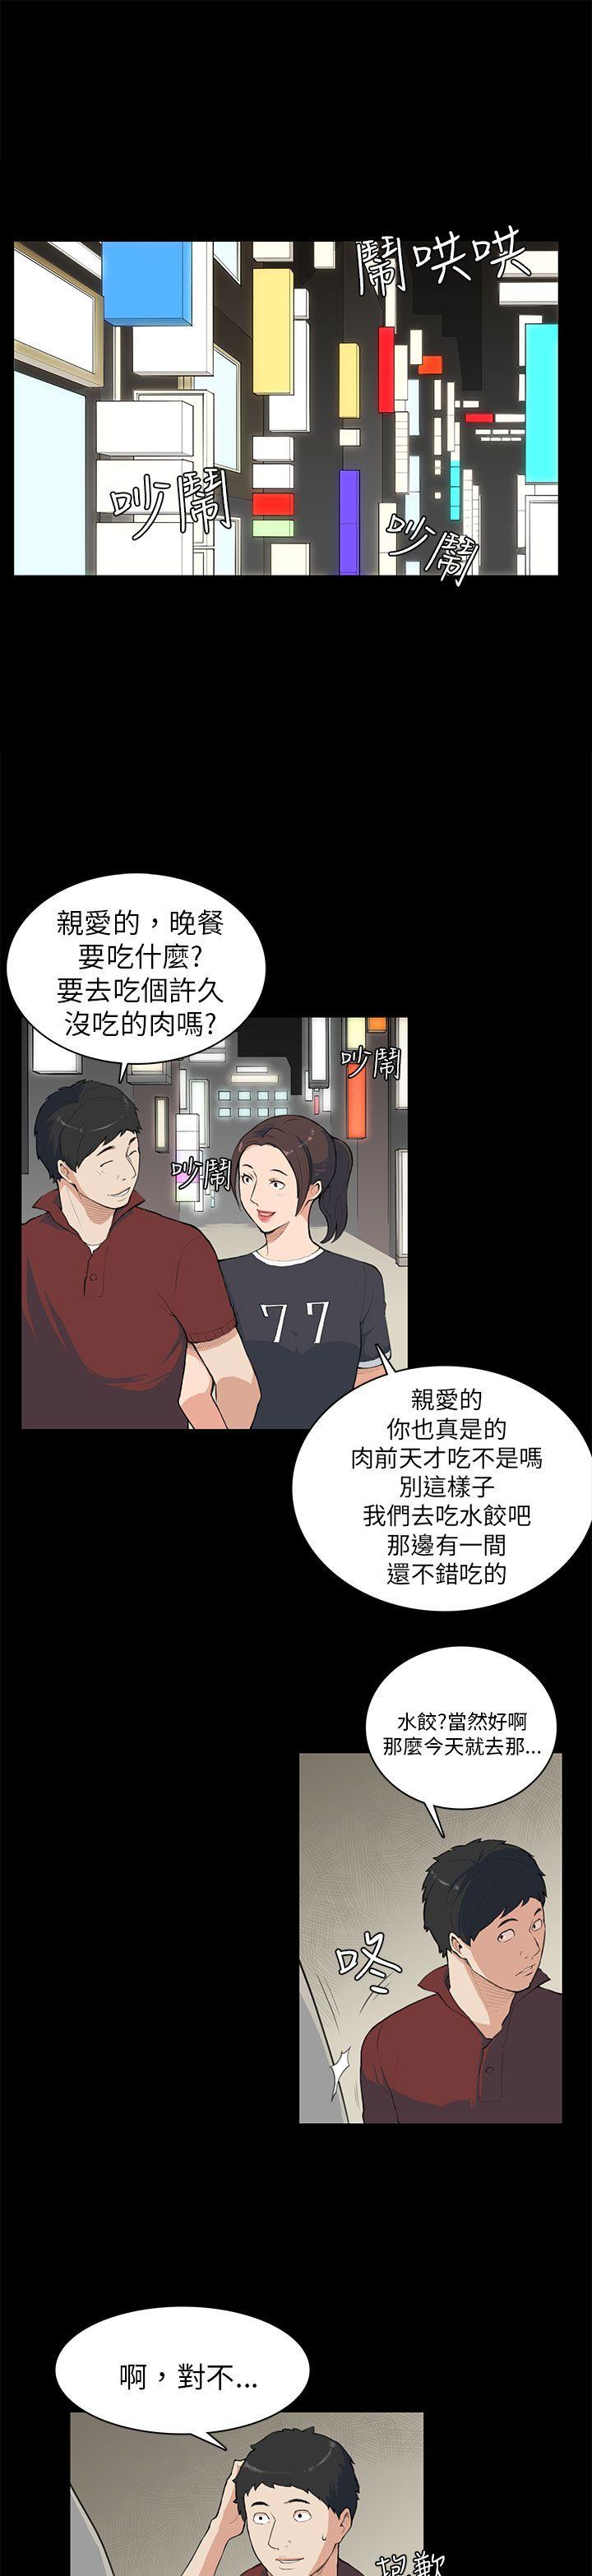 鬧哄哄
吵鬧
吵鬧
親愛的，晚餐
要吃什麼?
要去吃個許久
沒吃的肉嗎?
吵鬧
吵鬧
77
親愛的
你也真是的
肉前天才吃不是嗎
別這樣子
我們去吃水餃吧
那邊有一間
還不錯吃的
水餃?當然好啊
那麼今天就去那...
咚
啊，對不...
抱歉